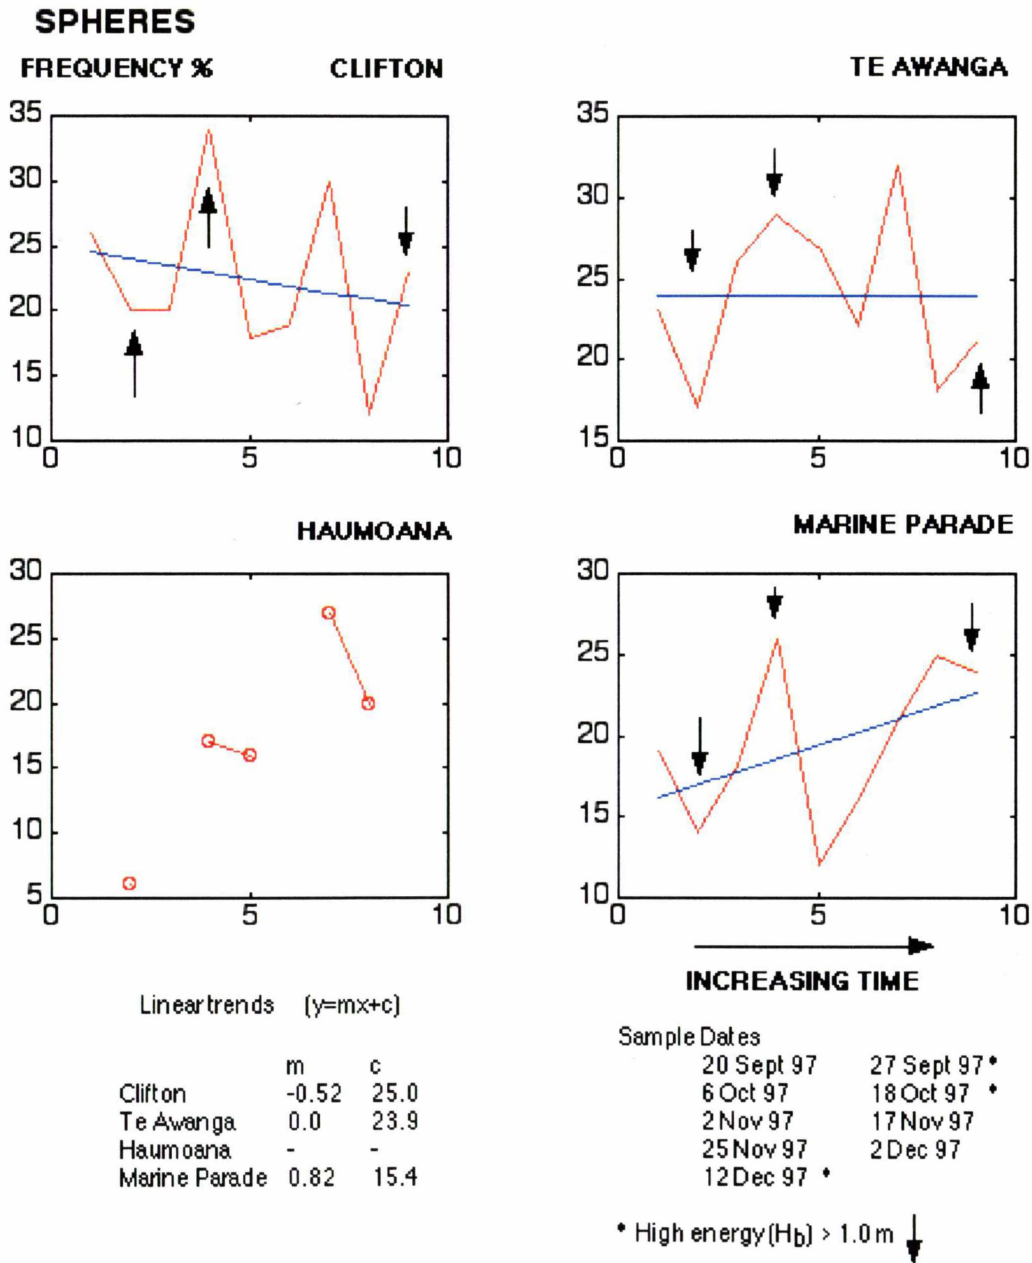 SPHERES
FREQUENCY % CLIFTON
35
30
25
20
15
10
0 5 10
TE AWANGA
35
30
25
20
15
0 5 10
HAUMOANA
30
25
20
15
10
5
0 5 10
MARINE PARADE
30
25
20
15
10
0 5 10
INCREASING TIME
Linear trends (y=mx+c)
m c
Clifton -0.52 25.0
Te Awanga 0.0 23.9
Haumoana - -
Marine Parade 0.82 15.4
Sample Dates
20 Sept 97 27 Sept 97 *
6 Oct 97 18 Oct 97 *
2 Nov 97 17 Nov 97
25 Nov 97 2 Dec 97
12 Dec 97 *
* High energy (Hb) > 1.0 m